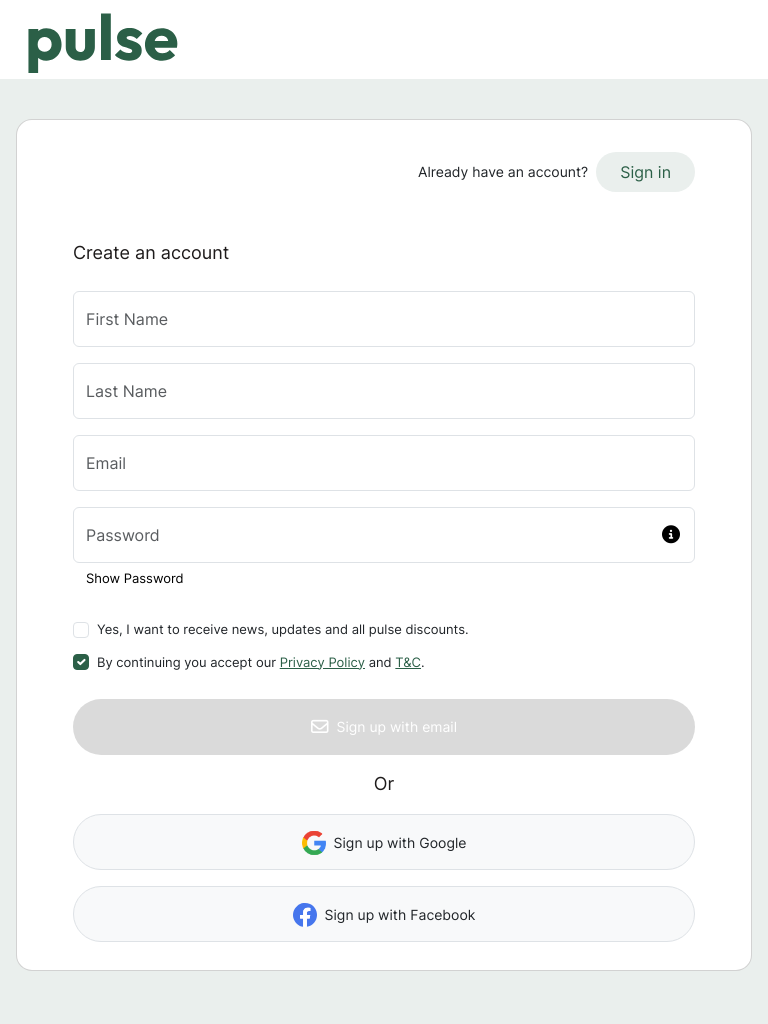 pulse
Already have an account? Sign in
Create an account
First Name
Last Name
Email
Password
Show Password
Yes, I want to receive news, updates and all pulse discounts.
By continuing you accept our Privacy Policy and T&C.
Sign up with email
Or
Sign up with Google
Sign up with Facebook